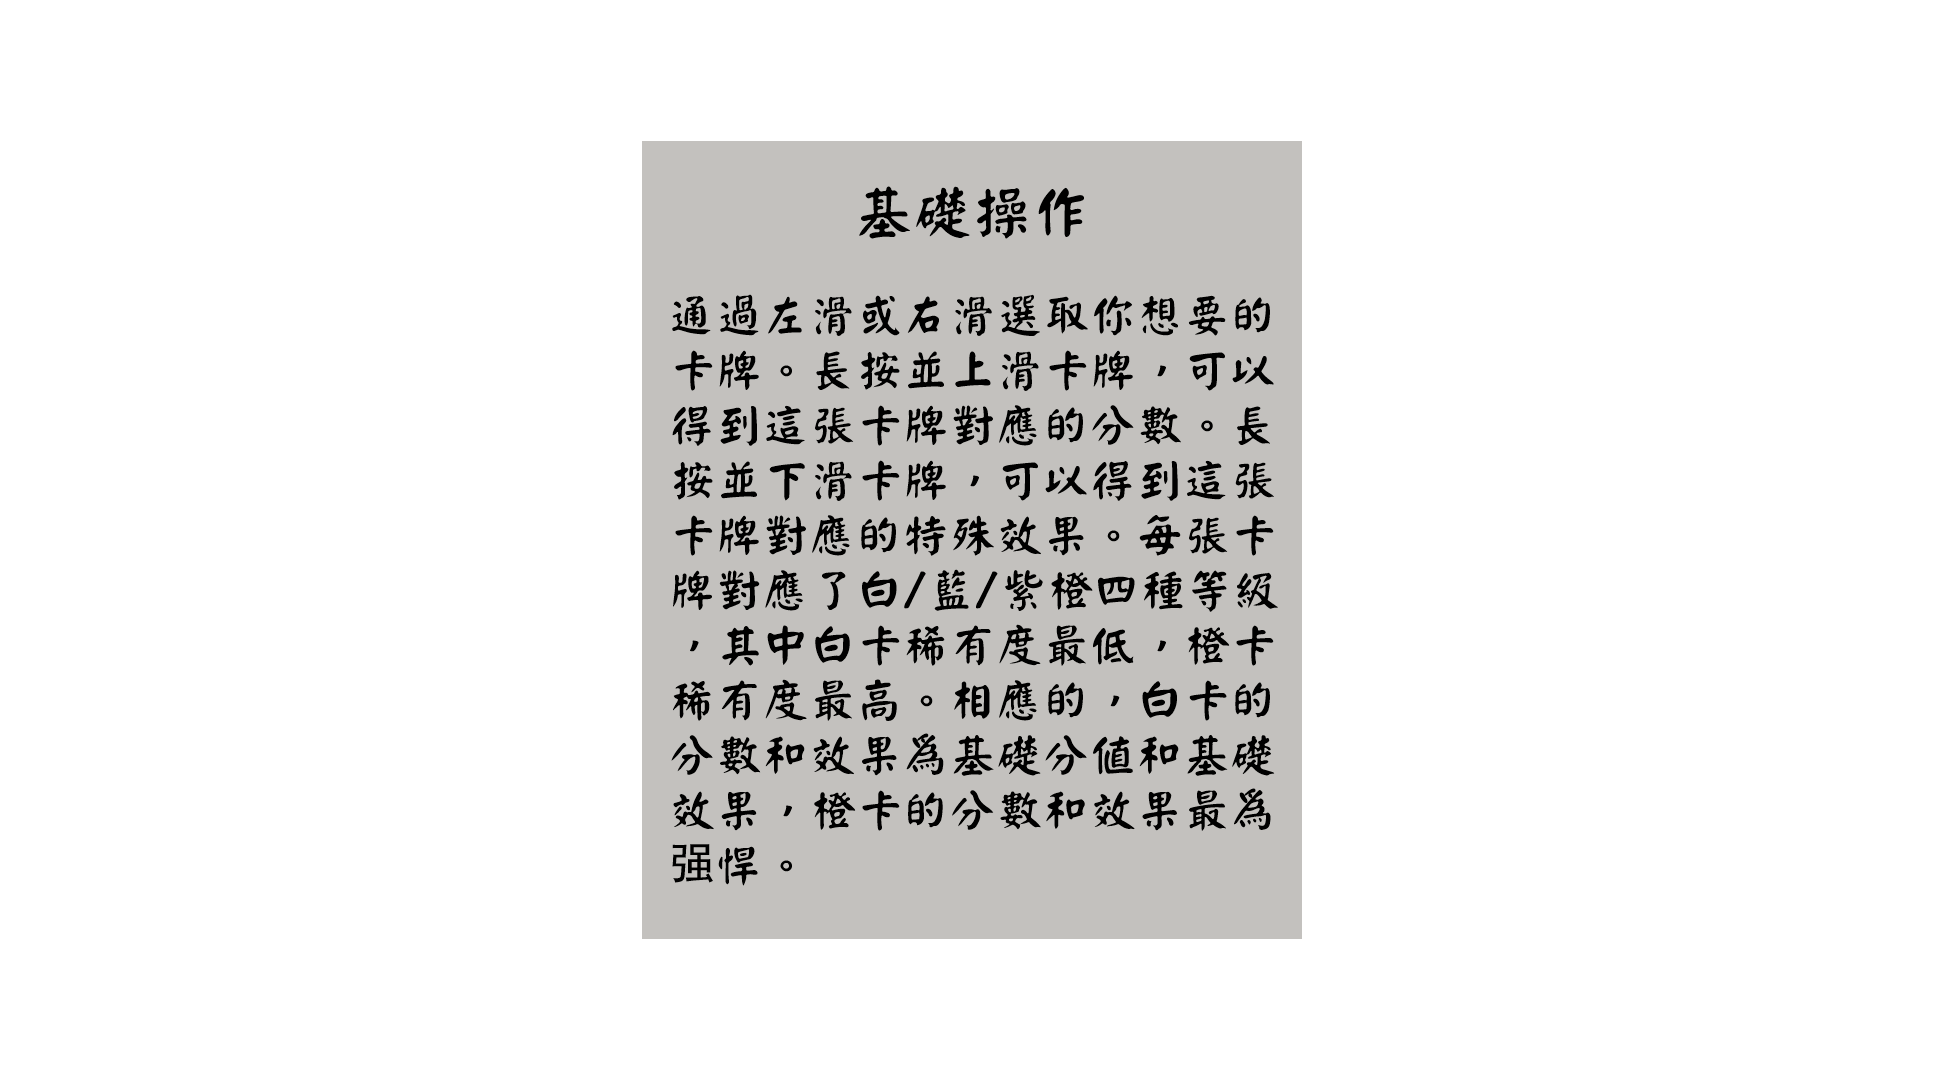 基礎操作
通過左滑或右滑選取你想要的
卡牌。長按並上滑卡牌，可以
得到這張卡牌對應的分數。長
按並下滑卡牌，可以得到這張
卡牌對應的特殊效果。每張卡
牌對應了白/藍/紫橙四種等級
，其中白卡稀有度最低，橙卡
稀有度最高。相應的，白卡的
分數和效果爲基礎分值和基礎
效果，橙卡的分數和效果最爲
强悍。